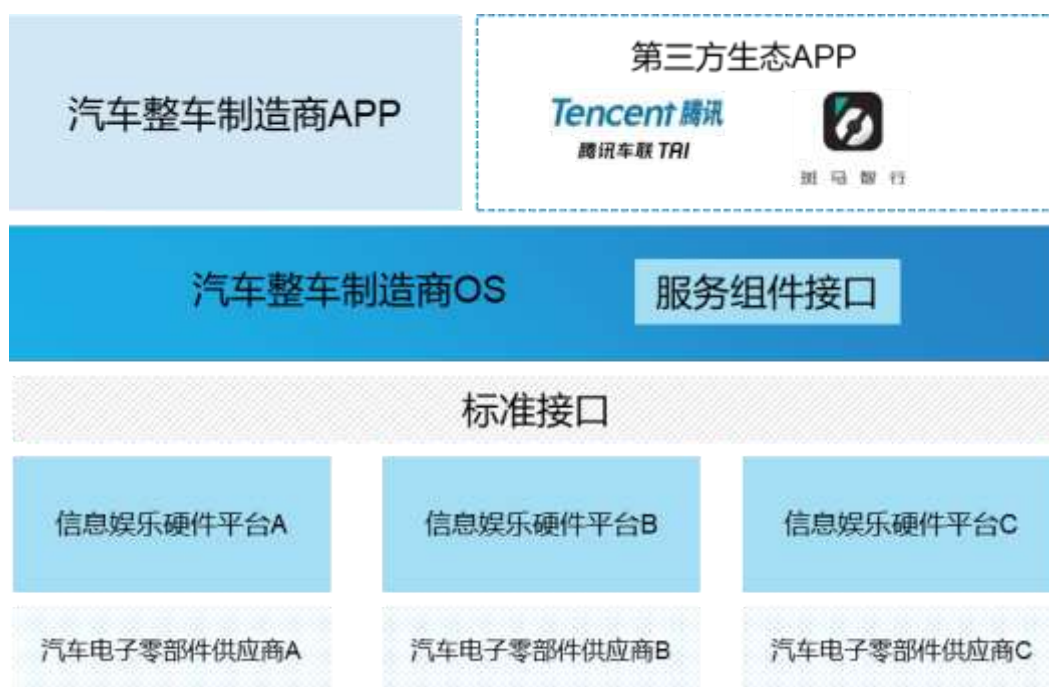 汽车整车制造商APP
第三方生态APP
Tencent 腾讯
腾讯车联 TAI
斑马智行
汽车整车制造商OS
服务组件接口
标准接口
信息娱乐硬件平台A
信息娱乐硬件平台B
信息娱乐硬件平台C
汽车电子零部件供应商A
汽车电子零部件供应商B
汽车电子零部件供应商C